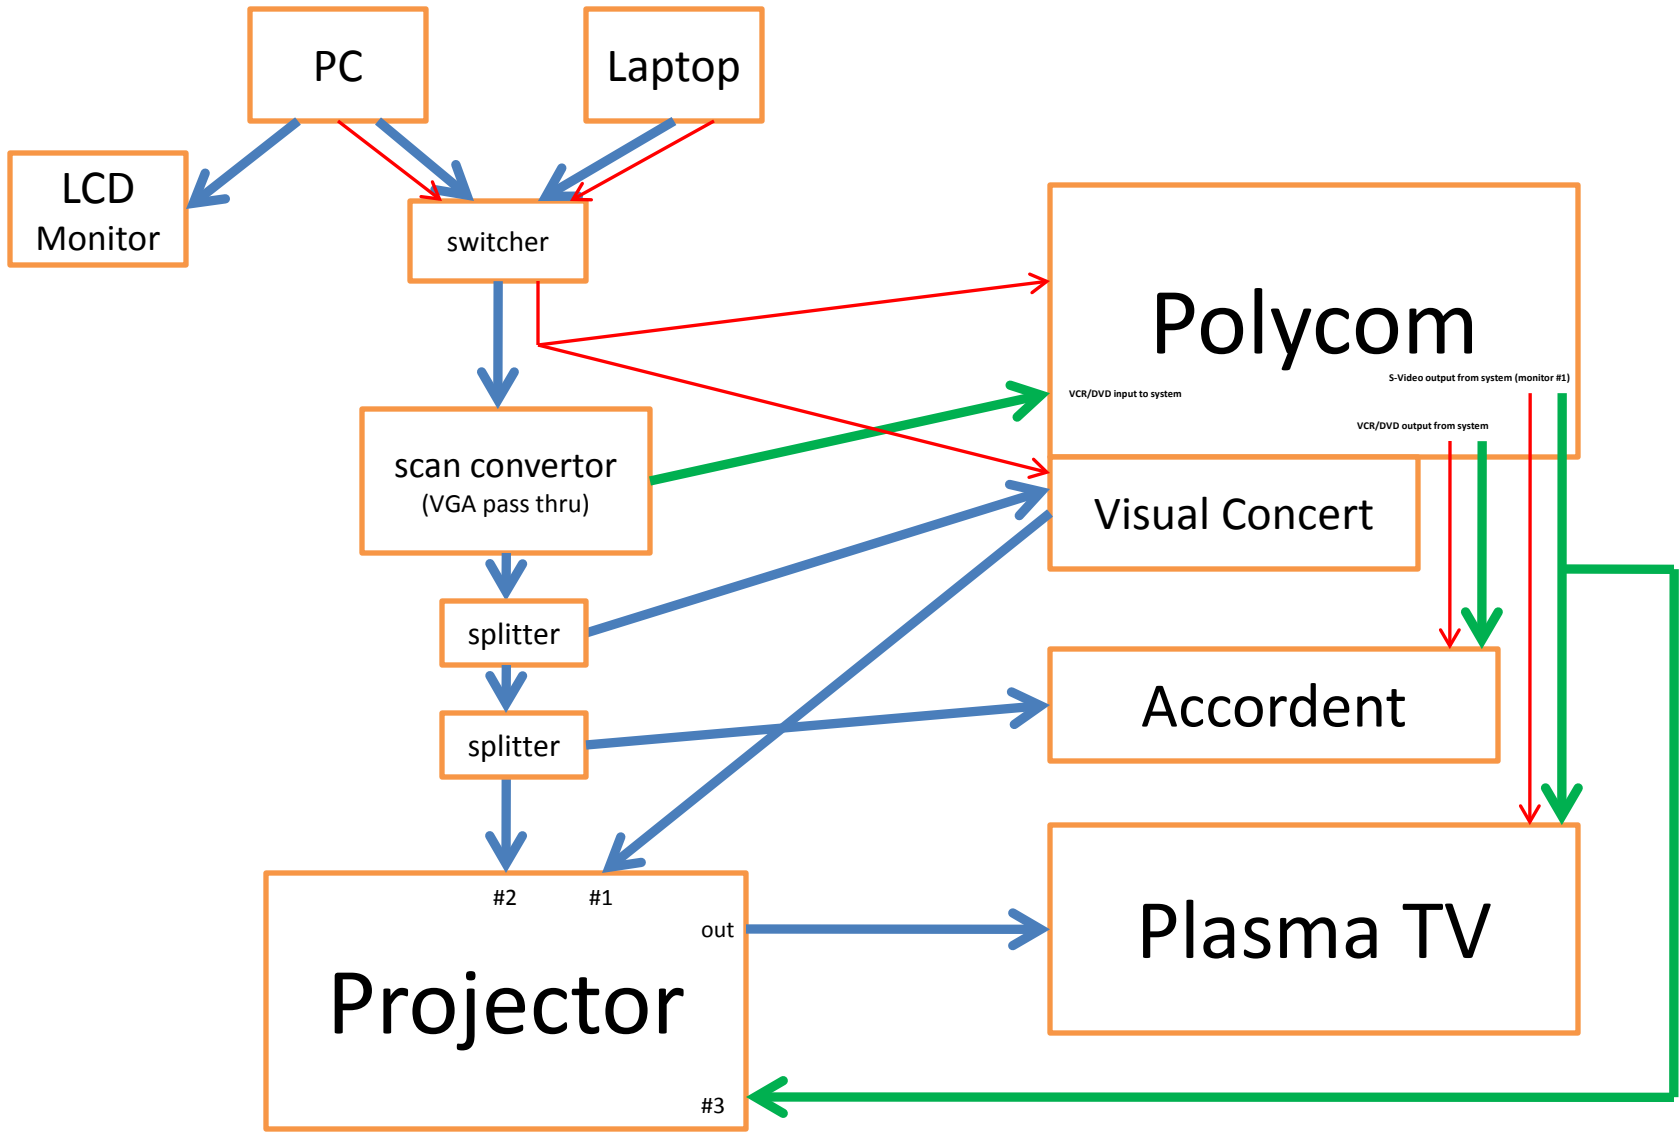 PC
Laptop
LCD
Monitor
switcher
Polycom
S-Video output from system (monitor #1)
VCR/DVD input to system
VCR/DVD output from system
scan convertor
(VGA pass thru)
Visual Concert
splitter
Accordent
splitter
#2
#1
out
Plasma TV
Projector
#3